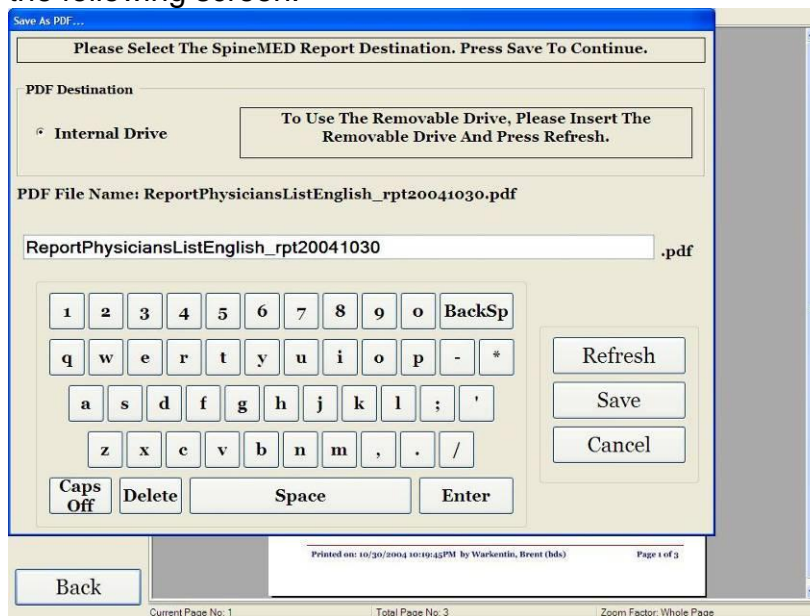 the following screen:
Save As PDF...
Please Select The SpineMED Report Destination. Press Save To Continue.
PDF Destination
Internal Drive
To Use The Removable Drive, Please Insert The
Removable Drive And Press Refresh.
PDF File Name: ReportPhysiciansListEnglish_rpt20041030.pdf
ReportPhysiciansListEnglish_rpt20041030 .pdf
1 2 3 4 5 6 7 8 9 0 BackSp
q w e r t y u i o p - *
a s d f g h j k l ; '
z x c v b n m , . /
Caps Off Delete Space Enter
Refresh
Save
Cancel
Printed on: 10/30/2004 10:19:45PM by Warkentin, Brent (hds) Page 1 of 3
Back
Current Page No: 1 Total Page No: 3 Zoom Factor: Whole Page